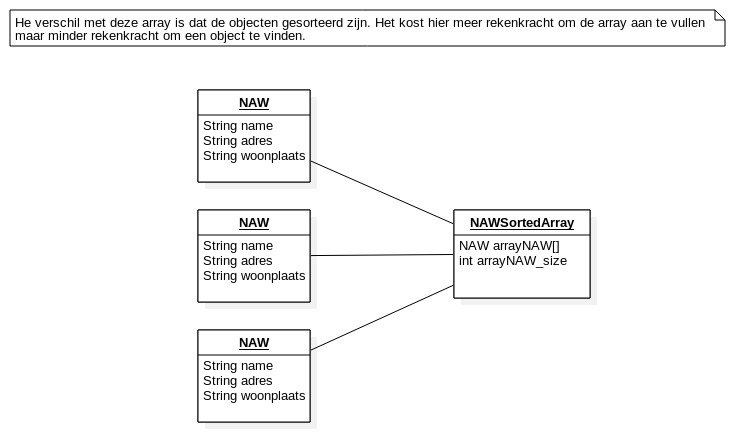 He verschil met deze array is dat de objecten gesorteerd zijn. Het kost hier meer rekenkracht om de array aan te vullen
maar minder rekenkracht om een object te vinden.
NAW
String name
String adres
String woonplaats
NAW
String name
String adres
String woonplaats
NAWSortedArray
NAW arrayNAW[]
int arrayNAW_size
NAW
String name
String adres
String woonplaats